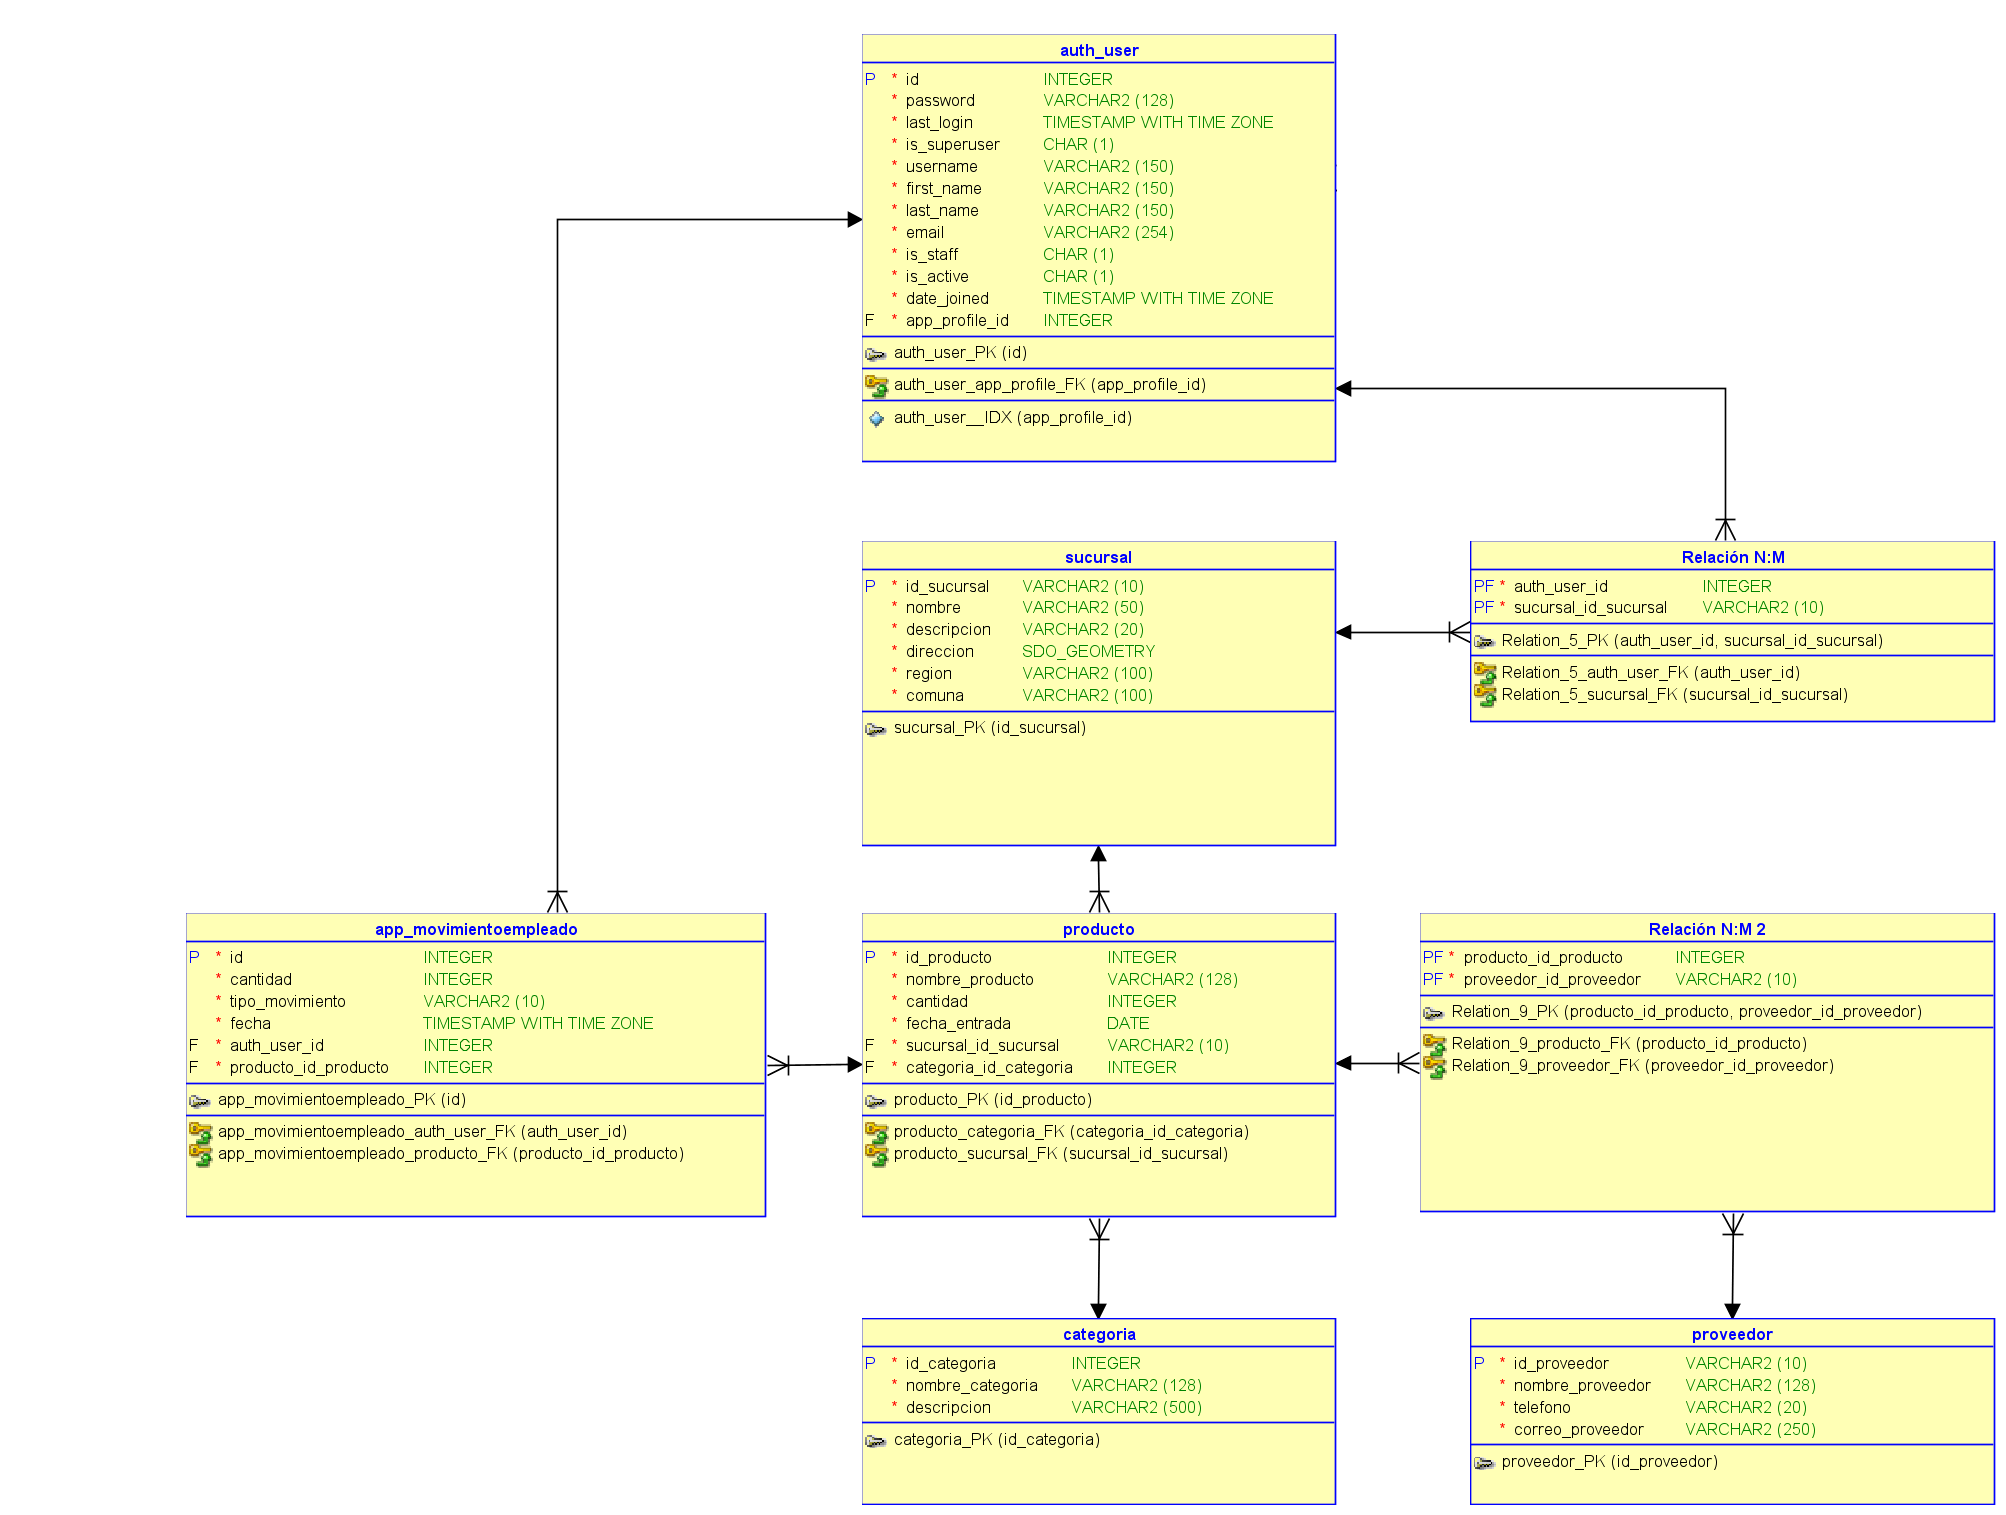 auth_user
P * id INTEGER
* password VARCHAR2 (128)
* last_login TIMESTAMP WITH TIME ZONE
* is_superuser CHAR (1)
* username VARCHAR2 (150)
* first_name VARCHAR2 (150)
* last_name VARCHAR2 (150)
* email VARCHAR2 (254)
* is_staff CHAR (1)
* is_active CHAR (1)
* date_joined TIMESTAMP WITH TIME ZONE
F * app_profile_id INTEGER
auth_user_PK (id)
auth_user_app_profile_FK (app_profile_id)
auth_user__IDX (app_profile_id)
sucursal
P * id_sucursal VARCHAR2 (10)
* nombre VARCHAR2 (50)
* descripcion VARCHAR2 (20)
* direccion SDO_GEOMETRY
* region VARCHAR2 (100)
* comuna VARCHAR2 (100)
sucursal_PK (id_sucursal)
Relación N:M
PF * auth_user_id INTEGER
PF * sucursal_id_sucursal VARCHAR2 (10)
Relation_5_PK (auth_user_id, sucursal_id_sucursal)
Relation_5_auth_user_FK (auth_user_id)
Relation_5_sucursal_FK (sucursal_id_sucursal)
app_movimientoempleado
P * id INTEGER
* cantidad INTEGER
* tipo_movimiento VARCHAR2 (10)
* fecha TIMESTAMP WITH TIME ZONE
F * auth_user_id INTEGER
F * producto_id_producto INTEGER
app_movimientoempleado_PK (id)
app_movimientoempleado_auth_user_FK (auth_user_id)
app_movimientoempleado_producto_FK (producto_id_producto)
producto
P * id_producto INTEGER
* nombre_producto VARCHAR2 (128)
* cantidad INTEGER
* fecha_entrada DATE
F * sucursal_id_sucursal VARCHAR2 (10)
F * categoria_id_categoria INTEGER
producto_PK (id_producto)
producto_categoria_FK (categoria_id_categoria)
producto_sucursal_FK (sucursal_id_sucursal)
Relación N:M 2
PF * producto_id_producto INTEGER
PF * proveedor_id_proveedor VARCHAR2 (10)
Relation_9_PK (producto_id_producto, proveedor_id_proveedor)
Relation_9_producto_FK (producto_id_producto)
Relation_9_proveedor_FK (proveedor_id_proveedor)
categoria
P * id_categoria INTEGER
* nombre_categoria VARCHAR2 (128)
* descripcion VARCHAR2 (500)
categoria_PK (id_categoria)
proveedor
P * id_proveedor VARCHAR2 (10)
* nombre_proveedor VARCHAR2 (128)
* telefono VARCHAR2 (20)
* correo_proveedor VARCHAR2 (250)
proveedor_PK (id_proveedor)